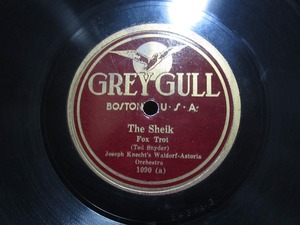 GREY GULL
BOSTON U·S·A·
The Sheik
Fox Trot
(Ted Snyder)
Joseph Knecht's Waldorf-Astoria
Orchestra
1090 (a)